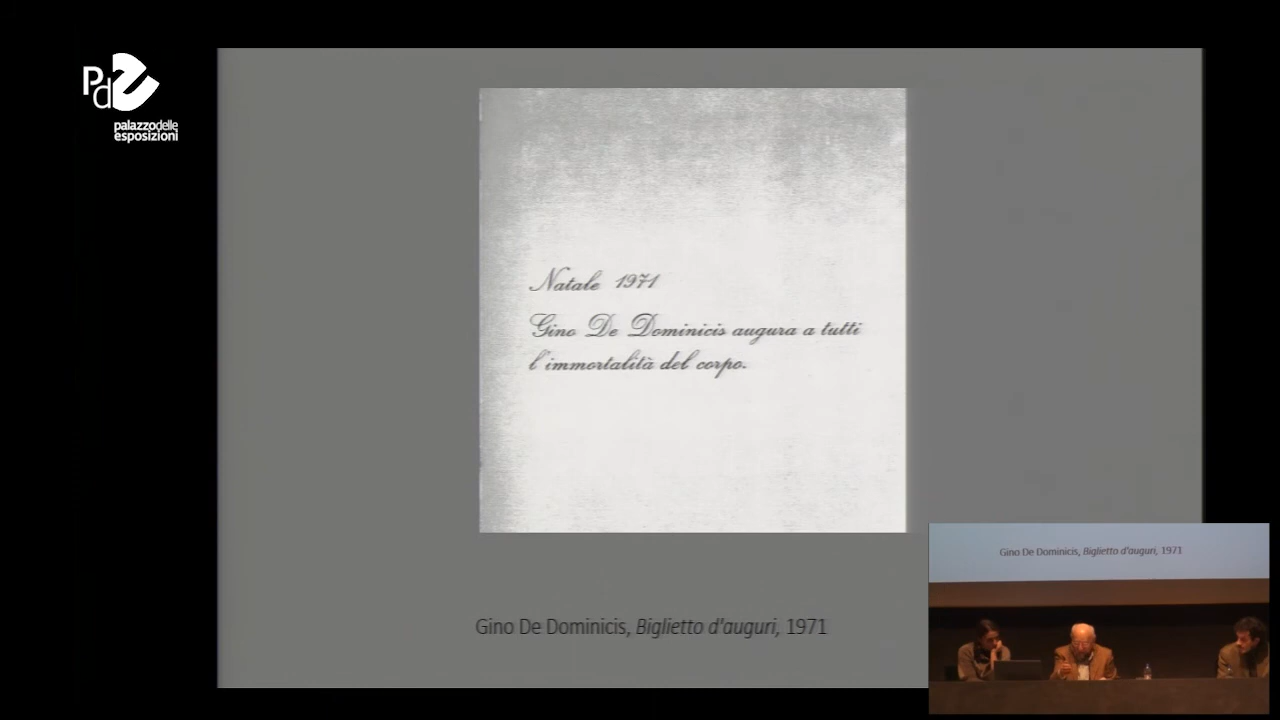 Pde
palazzodelle
esposizioni
Natale 1971
Gino De Dominicis augura a tutti
l'immortalità del corpo.
Gino De Dominicis, Biglietto d'auguri, 1971
Gino De Dominicis, Biglietto d'auguri, 1971